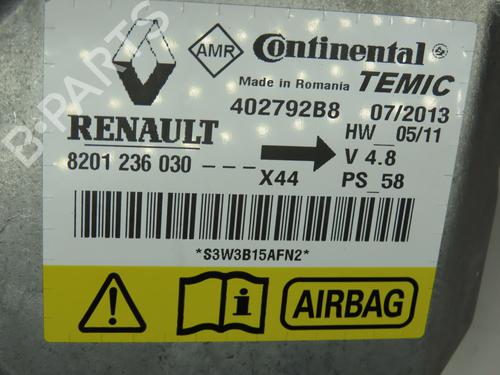 AMR Continental
Made in Romania TEMIC
402792B8 07/2013
RENAULT HW__05/11
8201 236 030 _ _ _ V 4.8
X44 PS_58
*S3W3B15AFN2*
i AIRBAG
B-PARTS